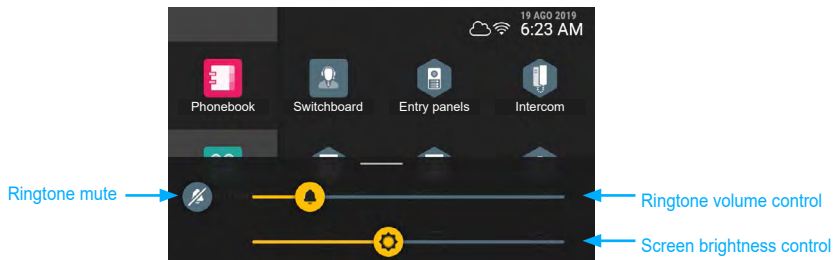 19 AGO 2019
6:23 AM
Phonebook
Switchboard
Entry panels
Intercom
Ringtone mute
Ringtone volume control
Screen brightness control